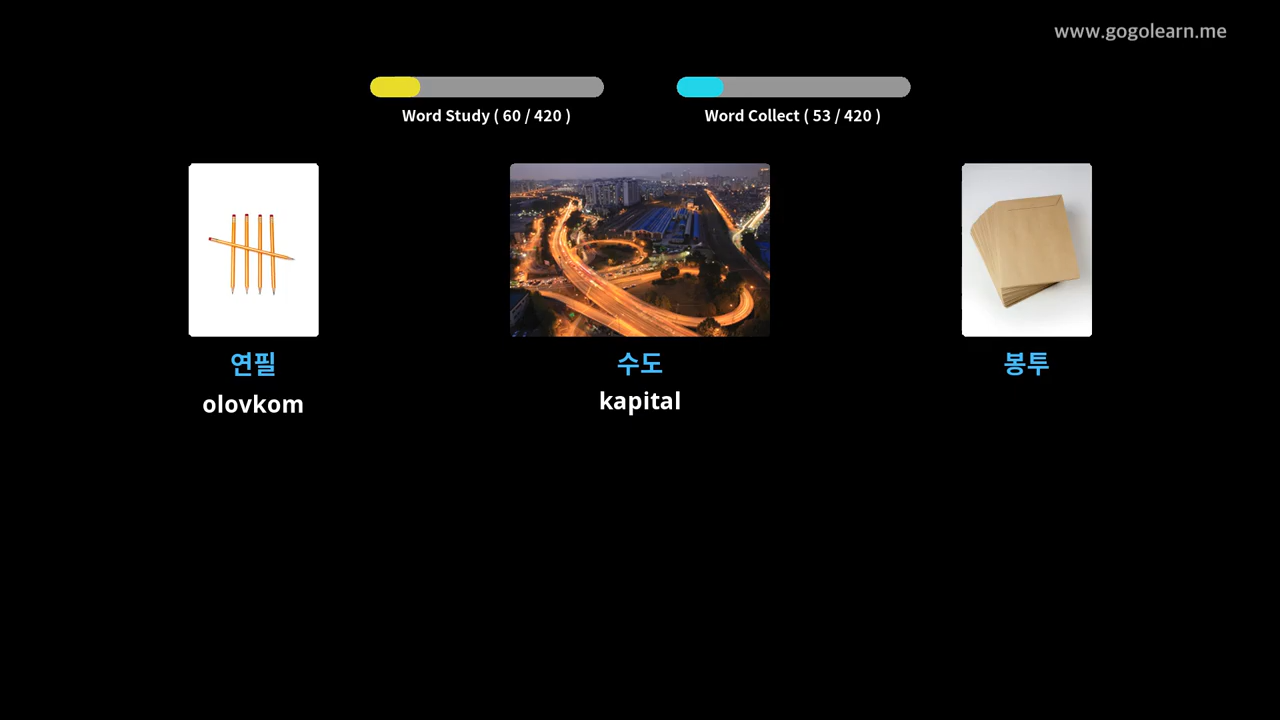 www.gogolearn.me
Word Study ( 60 / 420 )
Word Collect ( 53 / 420 )
연필
수도
봉투
olovkom
kapital